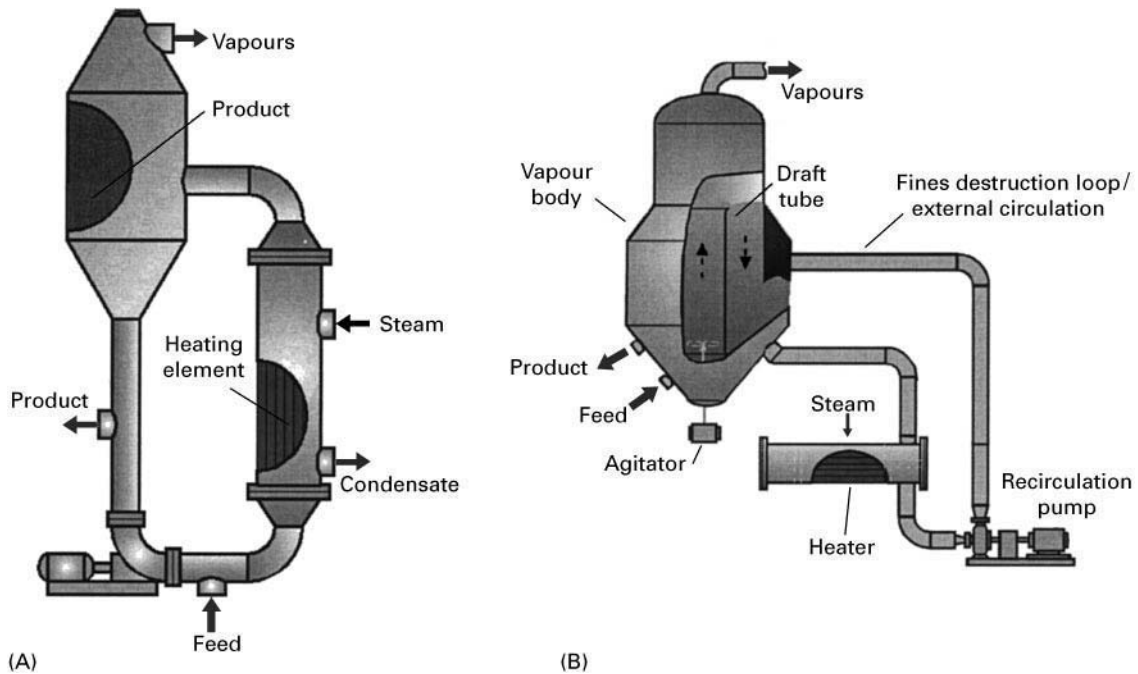 Vapours
Product
Steam
Heating
element
Product
Condensate
Feed
(A)
Vapours
Vapour
body
Draft
tube
Fines destruction loop/
external circulation
Product
Feed
Steam
Agitator
Recirculation
pump
Heater
(B)